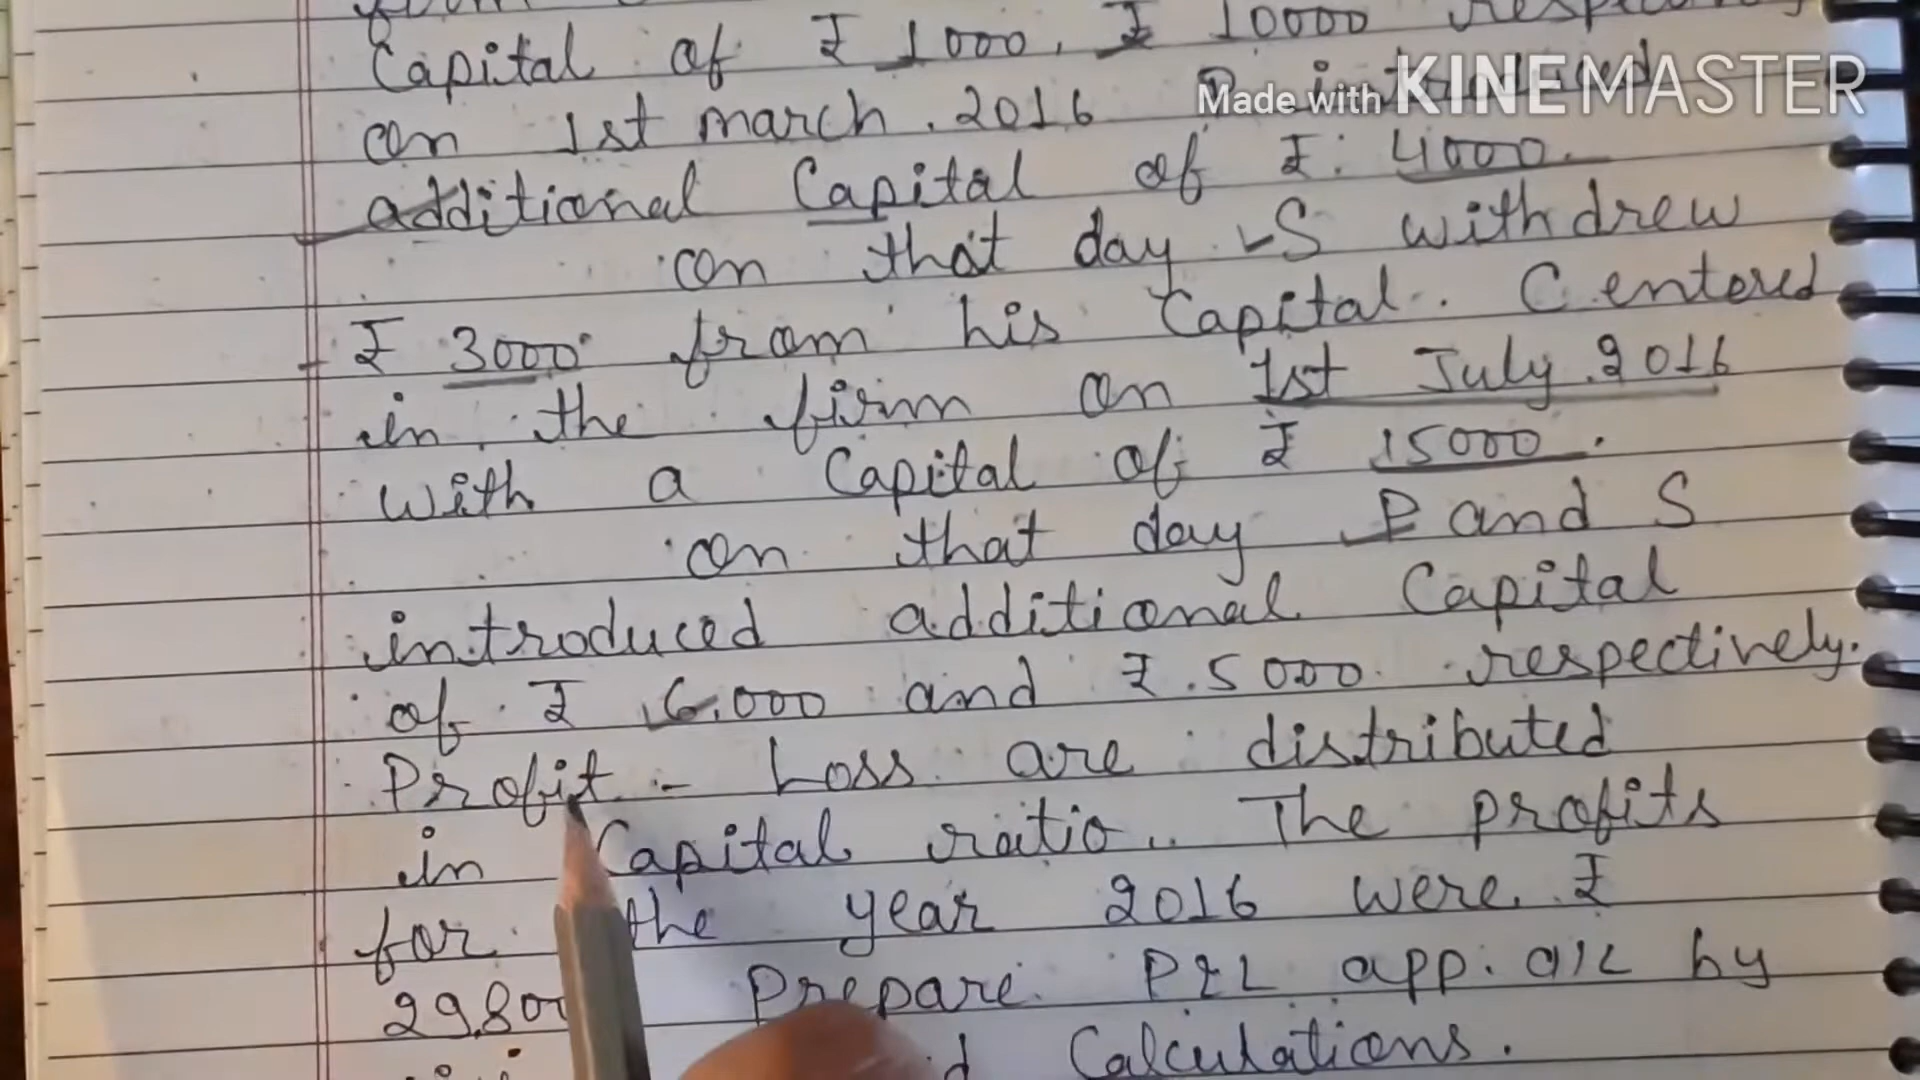 Capital of ₹ 1000, ₹ 10000
on 1st march. 2016 P introduced
Made with KINEMASTER
additional Capital of ₹. 4000.
on that day S withdrew
₹ 3000 from his Capital. C entered
in the firm on 1st July. 2016
with a Capital of ₹ 15000.
on that day P and S
introduced additional Capital
of ₹ 6000 and ₹.5000 respectively.
Profit - Loss are distributed
in Capital ratio. The profits
for the year 2016 were ₹
Prepare P&L app. a/c by
Calculations.